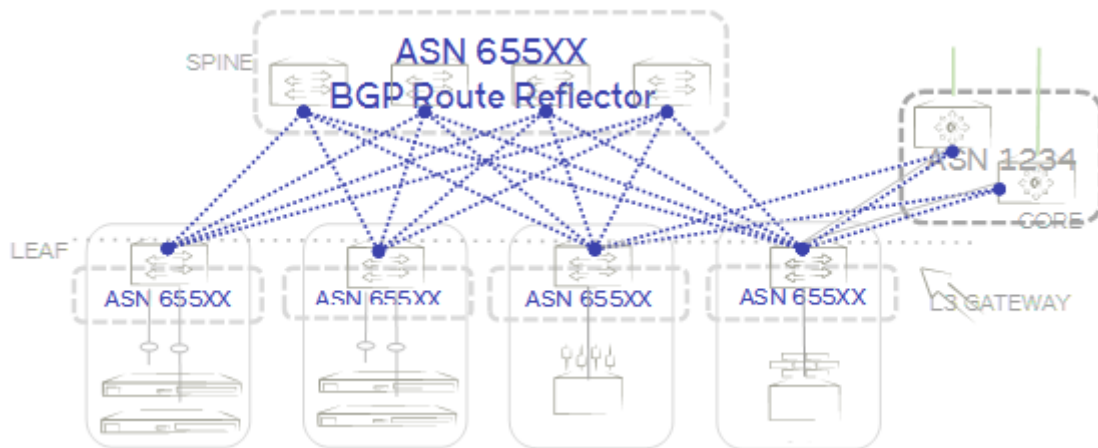 ASN 655XX
SPINE
BGP Route Reflector
ASN 1234
CORE
LEAF
ASN 655XX
ASN 655XX
ASN 655XX
ASN 655XX
L3 GATEWAY